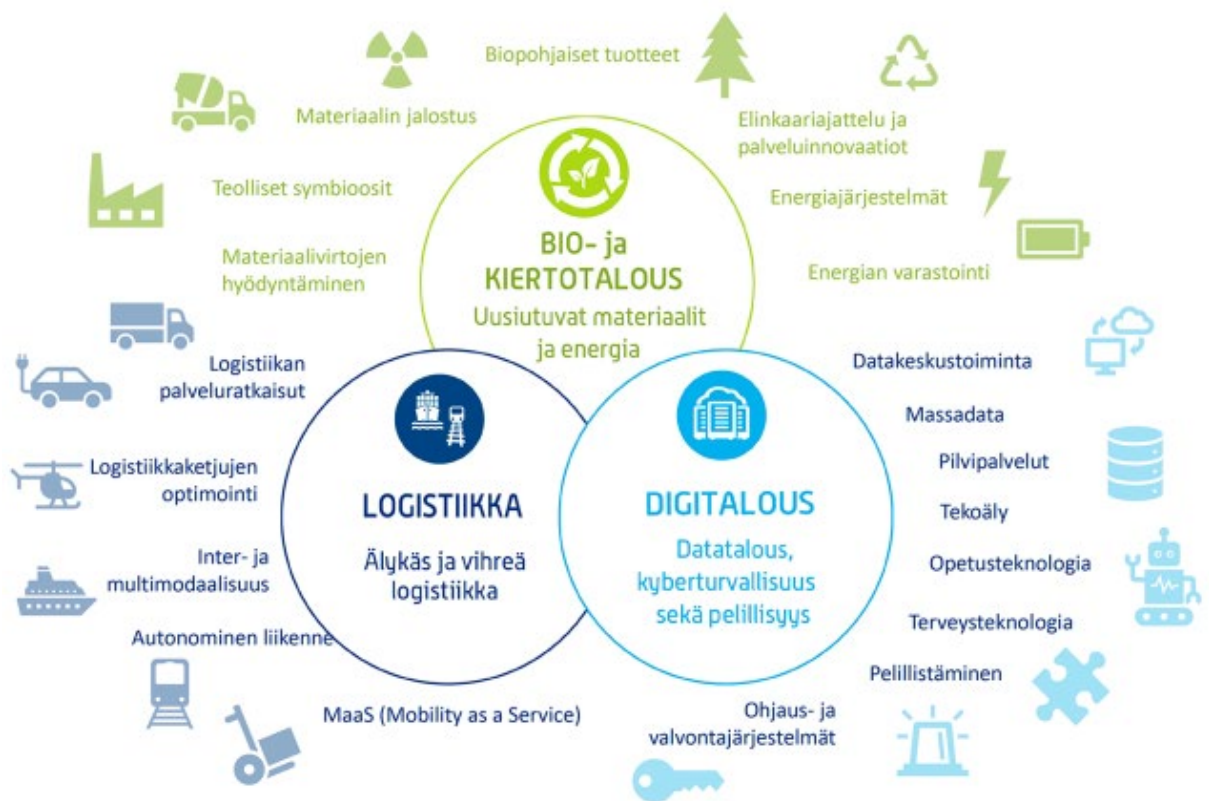 Biopohjaiset tuotteet
Materiaalin jalostus
Elinkaariajattelu ja
palveluinnovaatiot
Teolliset symbioosit
Energiajärjestelmät
Materiaalivirtojen
hyödyntäminen
Energian varastointi
BIO- ja
KIERTOTALOUS
Uusiutuvat materiaalit
ja energia
Logistiikan
palveluratkaisut
Logistiikkaketjujen
optimointi
Inter- ja
multimodaalisuus
Autonominen liikenne
MaaS (Mobility as a Service)
LOGISTIIKKA
Älykäs ja vihreä
logistiikka
DIGITALOUS
Datatalous,
kyberturvallisuus
sekä pelillisyys
Datakeskustoiminta
Massadata
Pilvipalvelut
Tekoäly
Opetusteknologia
Terveysteknologia
Pelillistäminen
Ohjaus- ja
valvontajärjestelmät